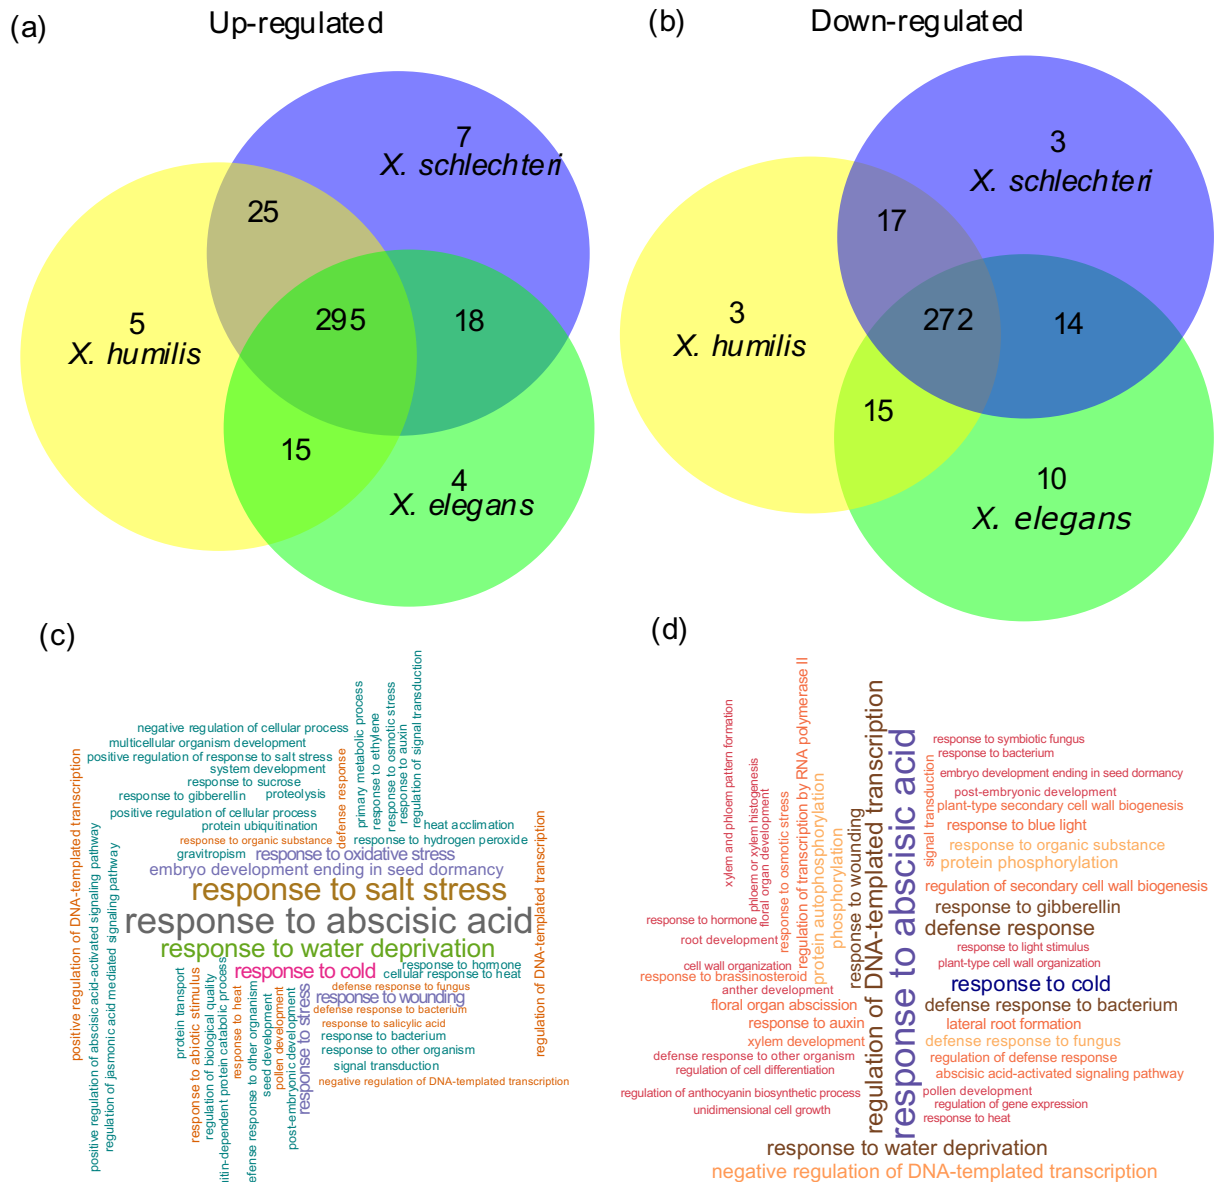 (a)
Up-regulated
7
X. schlechteri
25
5
X. humilis
295
18
15
4
X. elegans
(b)
Down-regulated
3
X. schlechteri
17
3
X. humilis
272
14
15
10
X. elegans
(c)
negative regulation of cellular process
multicellular organism development
positive regulation of response to salt stress
system development
response to sucrose
response to gibberellin
proteolysis
positive regulation of cellular process
protein ubiquitination
response to organic substance
gravitropism
response to oxidative stress
embryo development ending in seed dormancy
response to salt stress
response to abscisic acid
response to water deprivation
response to cold
defense response
primary metabolic process
response to ethylene
response to osmotic stress
response to auxin
regulation of signal transduction
heat acclimation
response to hydrogen peroxide
regulation of DNA-templated transcription
positive regulation of DNA-templated transcription
positive regulation of abscisic acid-activated signaling pathway
regulation of jasmonic acid mediated signaling pathway
response to hormone
cellular response to heat
defense response to fungus
response to wounding
defense response to bacterium
response to salicylic acid
response to bacterium
response to other organism
signal transduction
negative regulation of DNA-templated transcription
protein transport
response to abiotic stimulus
regulation of biological quality
uitin-dependent protein catabolic process
response to heat
efense response to other organism
seed development
pollen development
post-embryonic development
response to stress
(d)
xylem and phloem pattern formation
phloem or xylem histogenesis
floral organ development
response to osmotic stress
regulation of transcription by RNA polymerase II
protein autophosphorylation
phosphorylation
response to wounding
regulation of DNA-templated transcription
response to abscisic acid
signal transduction
response to symbiotic fungus
response to bacterium
embryo development ending in seed dormancy
post-embryonic development
plant-type secondary cell wall biogenesis
response to blue light
response to organic substance
protein phosphorylation
regulation of secondary cell wall biogenesis
response to gibberellin
defense response
response to light stimulus
plant-type cell wall organization
response to cold
defense response to bacterium
lateral root formation
defense response to fungus
regulation of defense response
abscisic acid-activated signaling pathway
pollen development
regulation of gene expression
response to heat
response to hormone
root development
cell wall organization
response to brassinosteroid
anther development
floral organ abscission
response to auxin
xylem development
defense response to other organism
regulation of cell differentiation
regulation of anthocyanin biosynthetic process
unidimensional cell growth
response to water deprivation
negative regulation of DNA-templated transcription